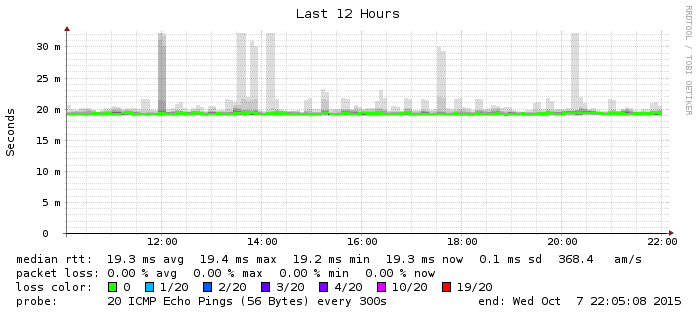 Last 12 Hours
RRDTOOL / TOBI OETIKER
Seconds
30 m
25 m
20 m
15 m
10 m
5 m
0
12:00 14:00 16:00 18:00 20:00 22:00
median rtt: 19.3 ms avg 19.4 ms max 19.2 ms min 19.3 ms now 0.1 ms sd 368.4 am/s
packet loss: 0.00 % avg 0.00 % max 0.00 % min 0.00 % now
loss color: 0 1/20 2/20 3/20 4/20 10/20 19/20
probe: 20 ICMP Echo Pings (56 Bytes) every 300s end: Wed Oct 7 22:05:08 2015